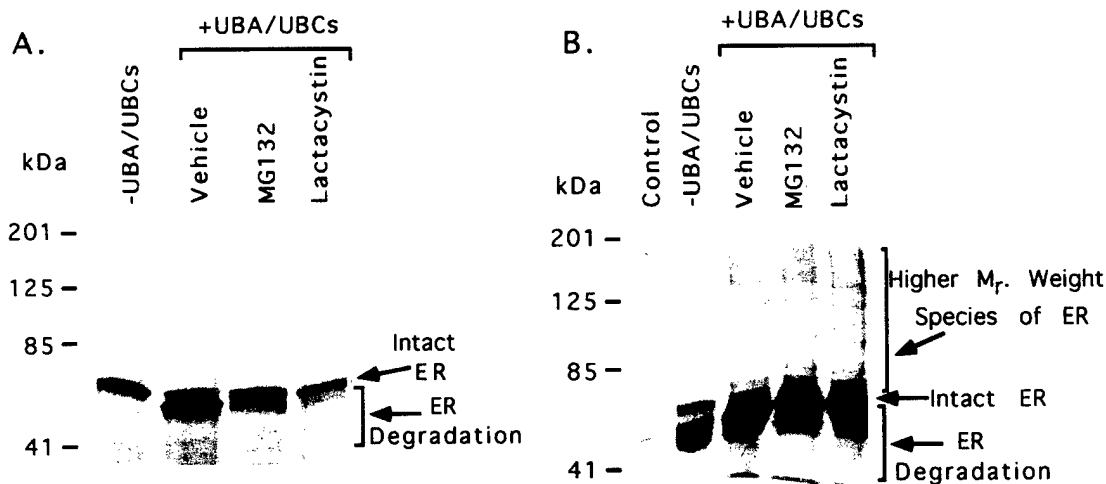 A.
+UBA/UBCs
kDa
-UBA/UBCs
Vehicle
MG132
Lactacystin
201
125
85
41
Intact
ER
ER
Degradation
B.
+UBA/UBCs
kDa
Control
-UBA/UBCs
Vehicle
MG132
Lactacystin
201
125
85
41
Higher Mr. Weight
Species of ER
Intact ER
ER
Degradation